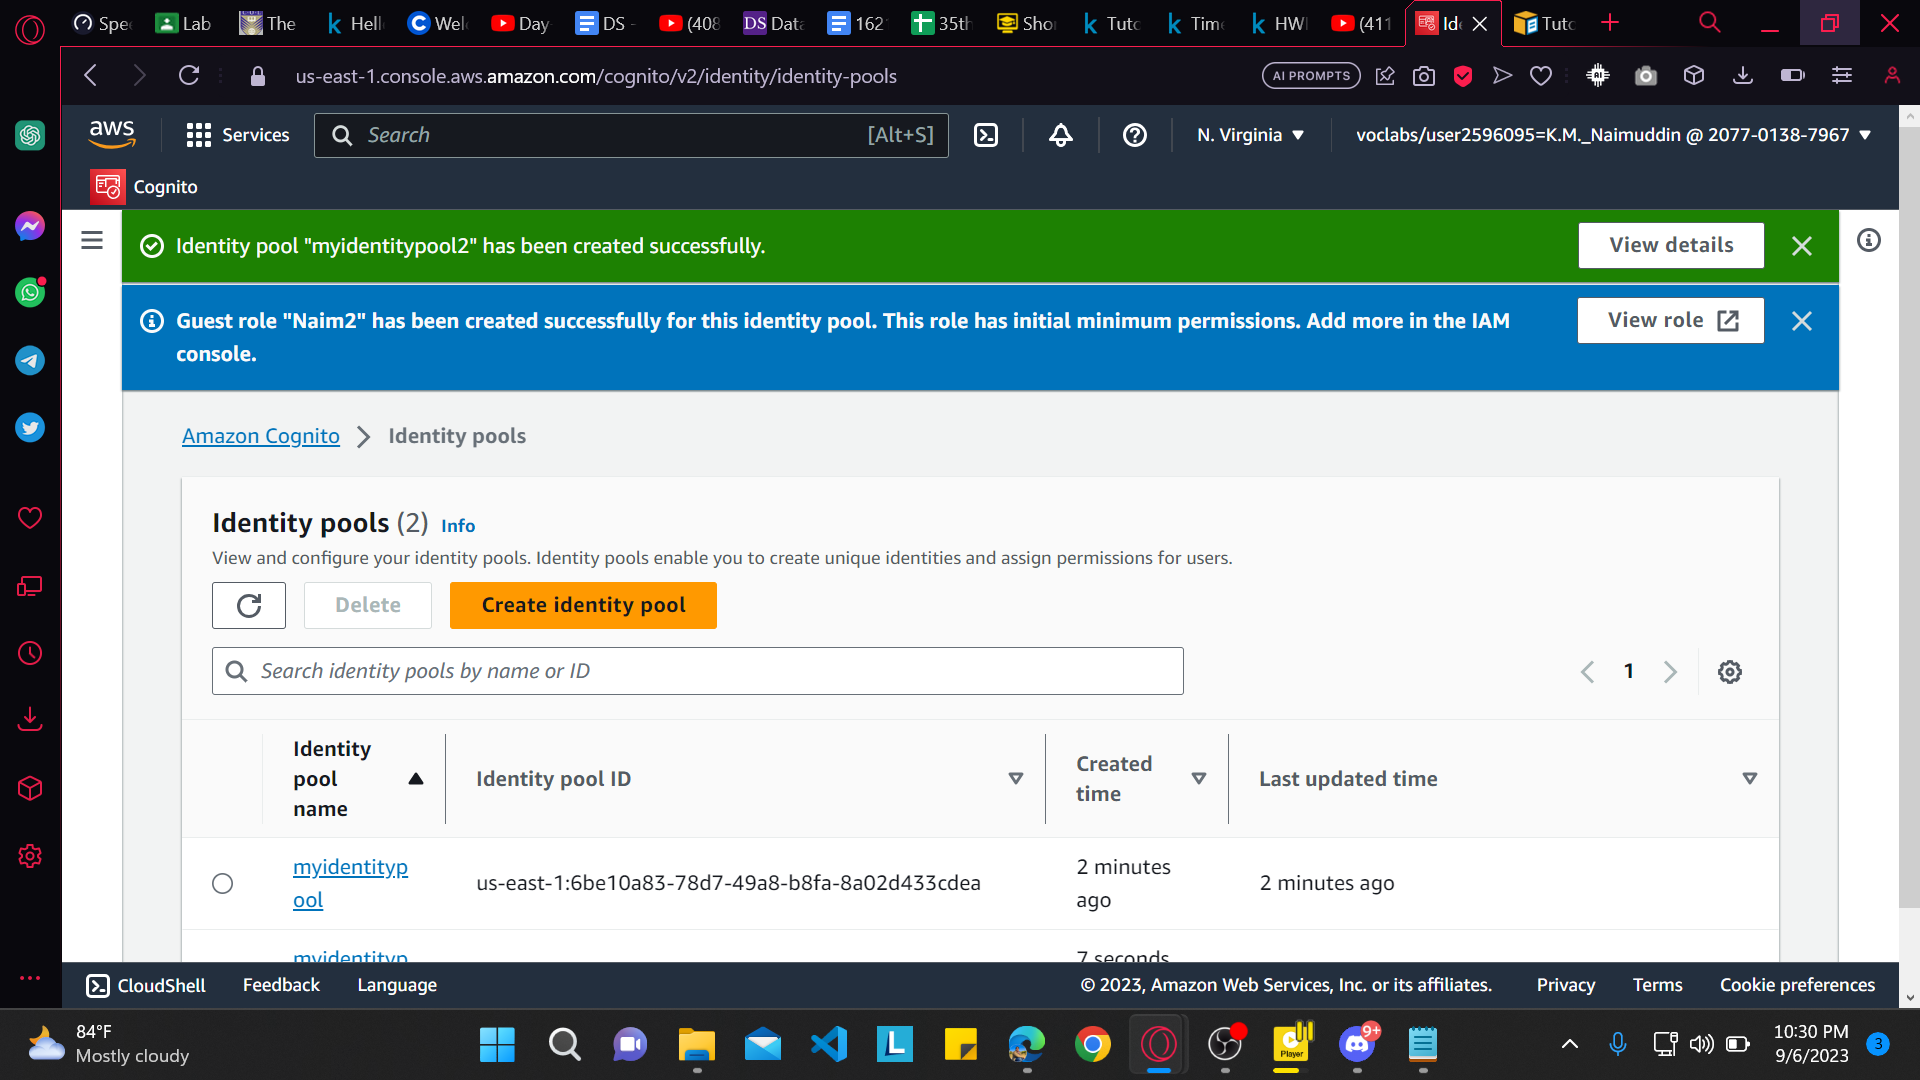 Spe
Lab
The
Hell
Wel
Day
DS -
(408
DS Data
162
35th
Sho
Tuto
Time
HW
(411
Ide
Tuto
us-east-1.console.aws.amazon.com/cognito/v2/identity/identity-pools
AI PROMPTS
aws
Services
Search
[Alt+S]
N. Virginia
voclabs/user2596095=K.M._Naimuddin @ 2077-0138-7967
Cognito
Identity pool "myidentitypool2" has been created successfully.
View details
Guest role "Naim2" has been created successfully for this identity pool. This role has initial minimum permissions. Add more in the IAM
console.
View role
Amazon Cognito
Identity pools
Identity pools (2) Info
View and configure your identity pools. Identity pools enable you to create unique identities and assign permissions for users.
Delete
Create identity pool
Search identity pools by name or ID
1
Identity
pool
name
Identity pool ID
Created
time
Last updated time
myidentityp
ool
us-east-1:6be10a83-78d7-49a8-b8fa-8a02d433cdea
2 minutes
ago
2 minutes ago
myidentityp
7 seconds
CloudShell
Feedback
Language
© 2023, Amazon Web Services, Inc. or its affiliates.
Privacy
Terms
Cookie preferences
84°F
Mostly cloudy
L
Player
9+
10:30 PM
9/6/2023
3